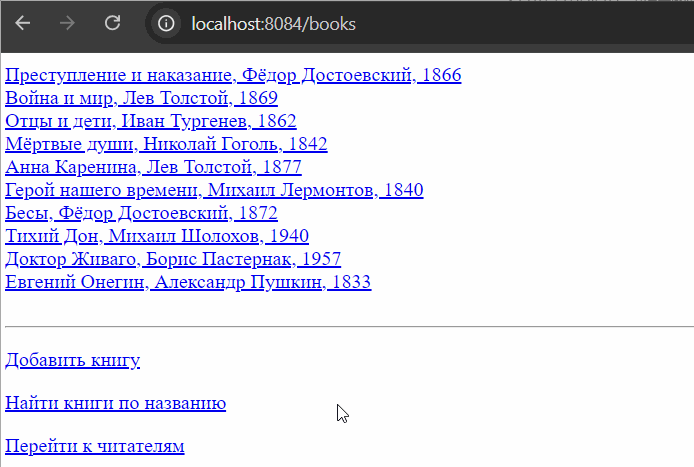 localhost:8084/books
Преступление и наказание, Фёдор Достоевский, 1866
Война и мир, Лев Толстой, 1869
Отцы и дети, Иван Тургенев, 1862
Мёртвые души, Николай Гоголь, 1842
Анна Каренина, Лев Толстой, 1877
Герой нашего времени, Михаил Лермонтов, 1840
Бесы, Фёдор Достоевский, 1872
Тихий Дон, Михаил Шолохов, 1940
Доктор Живаго, Борис Пастернак, 1957
Евгений Онегин, Александр Пушкин, 1833
Добавить книгу
Найти книги по названию
Перейти к читателям